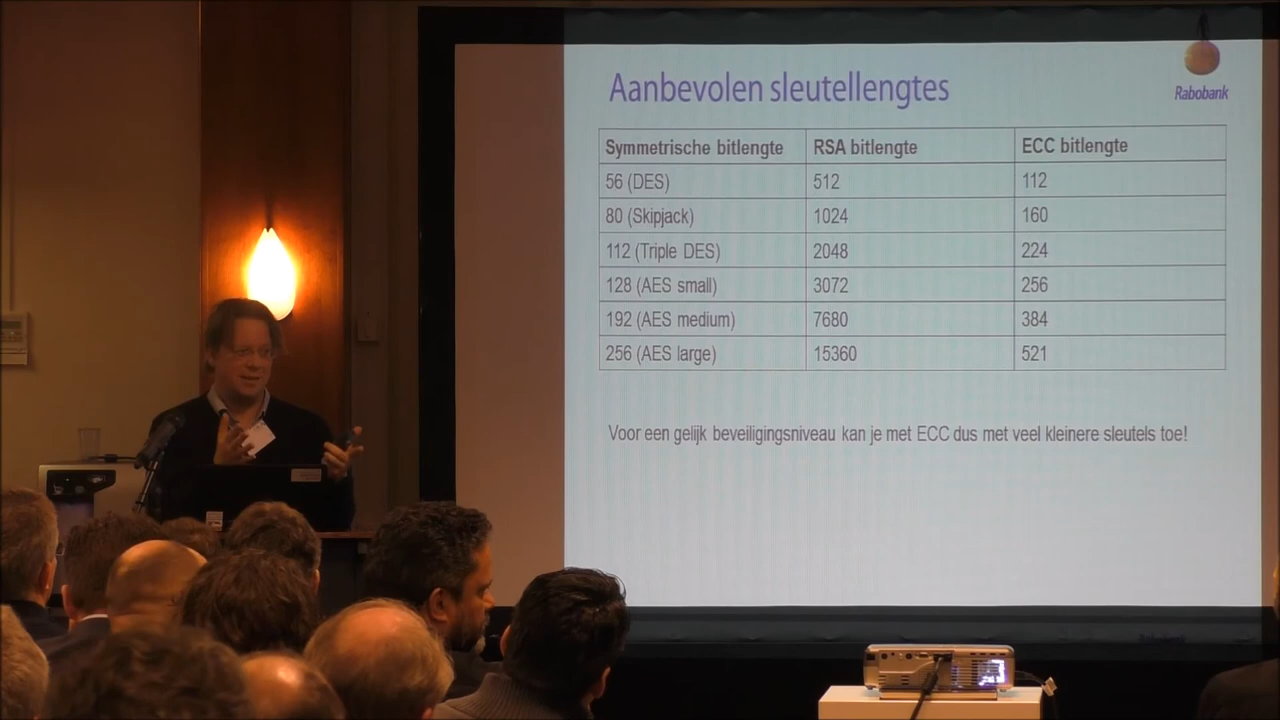 Aanbevolen sleutellengtes
Rabobank
Symmetrische bitlengte RSA bitlengte ECC bitlengte
56 (DES) 512 112
80 (Skipjack) 1024 160
112 (Triple DES) 2048 224
128 (AES small) 3072 256
192 (AES medium) 7680 384
256 (AES large) 15360 521
Voor een gelijk beveiligingsniveau kan je met ECC dus met veel kleinere sleutels toe!